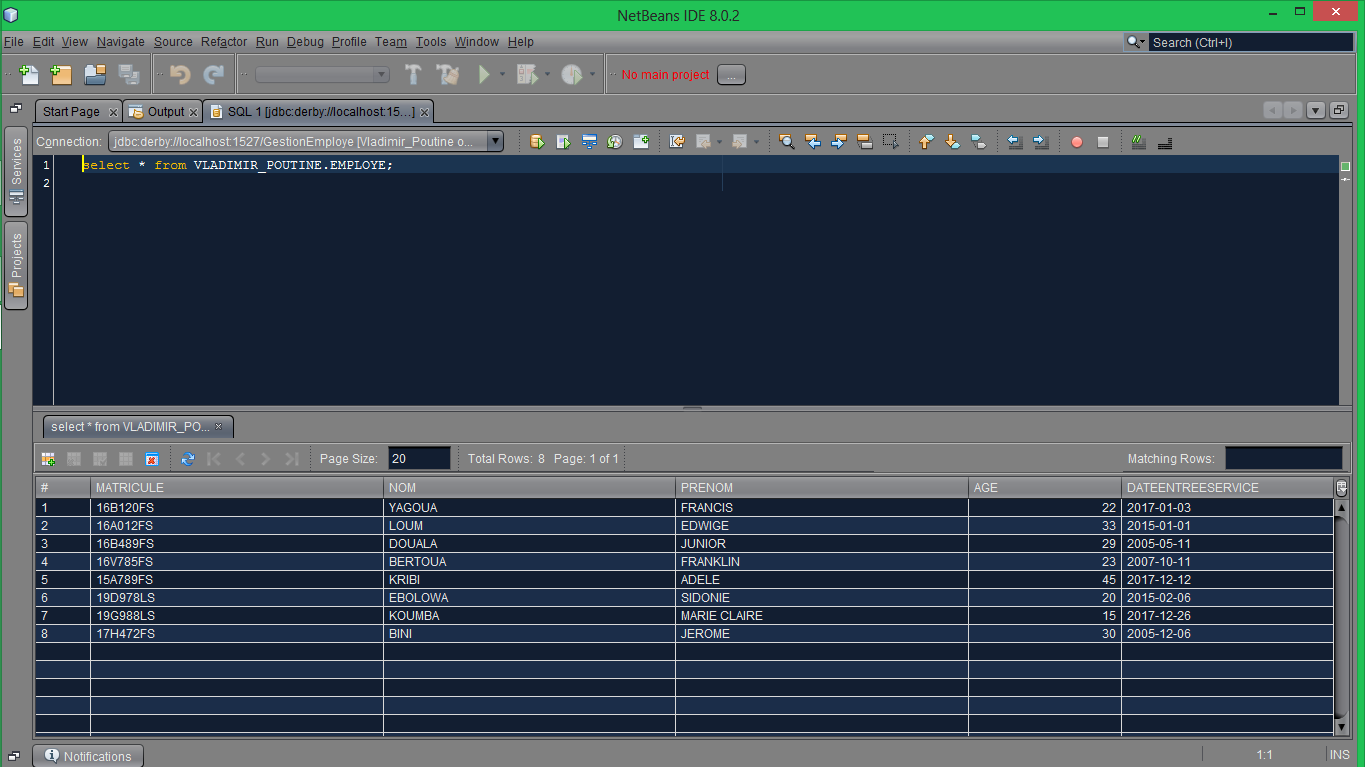 NetBeans IDE 8.0.2
File Edit View Navigate Source Refactor Run Debug Profile Team Tools Window Help
Search (Ctrl+I)
No main project ...
Start Page Output SQL 1 [jdbc:derby://localhost:15...]
Services
Projects
Connection: jdbc:derby://localhost:1527/GestionEmploye [Vladimir_Poutine o...
1 select * from VLADIMIR_POUTINE.EMPLOYE;
2
select * from VLADIMIR_PO...
Page Size: 20 Total Rows: 8 Page: 1 of 1 Matching Rows:
# MATRICULE NOM PRENOM AGE DATEENTREESERVICE
1 16B120FS YAGOUA FRANCIS 22 2017-01-03
2 16A012FS LOUM EDWIGE 33 2015-01-01
3 16B489FS DOUALA JUNIOR 29 2005-05-11
4 16V785FS BERTOUA FRANKLIN 23 2007-10-11
5 15A789FS KRIBI ADELE 45 2017-12-12
6 19D978LS EBOLOWA SIDONIE 20 2015-02-06
7 19G988LS KOUMBA MARIE CLAIRE 15 2017-12-26
8 17H472FS BINI JEROME 30 2005-12-06
Notifications
1:1 INS